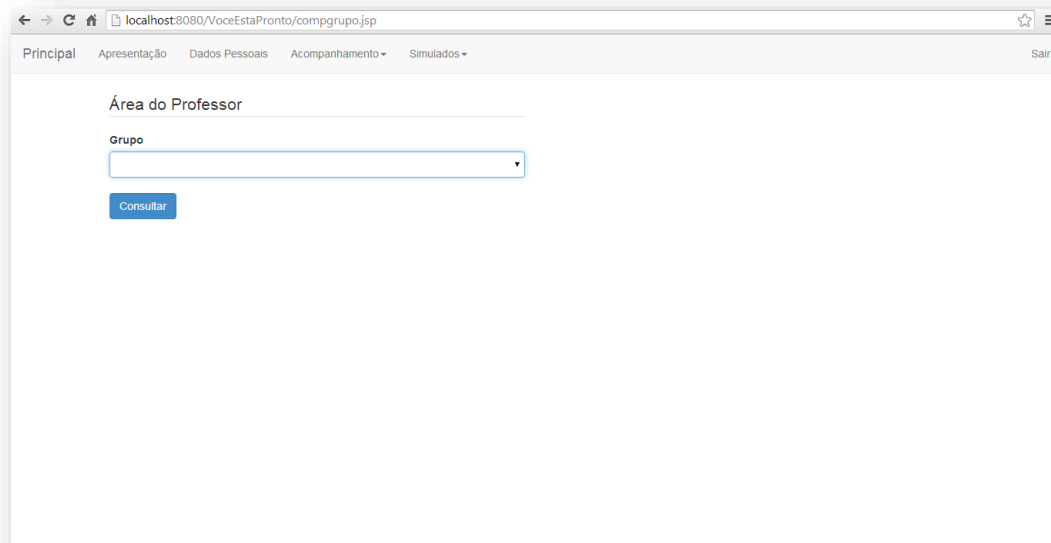 localhost:8080/VoceEstaPronto/compgrupo.jsp
Principal Apresentação Dados Pessoais Acompanhamento Simulados Sair
Área do Professor
Grupo
Consultar